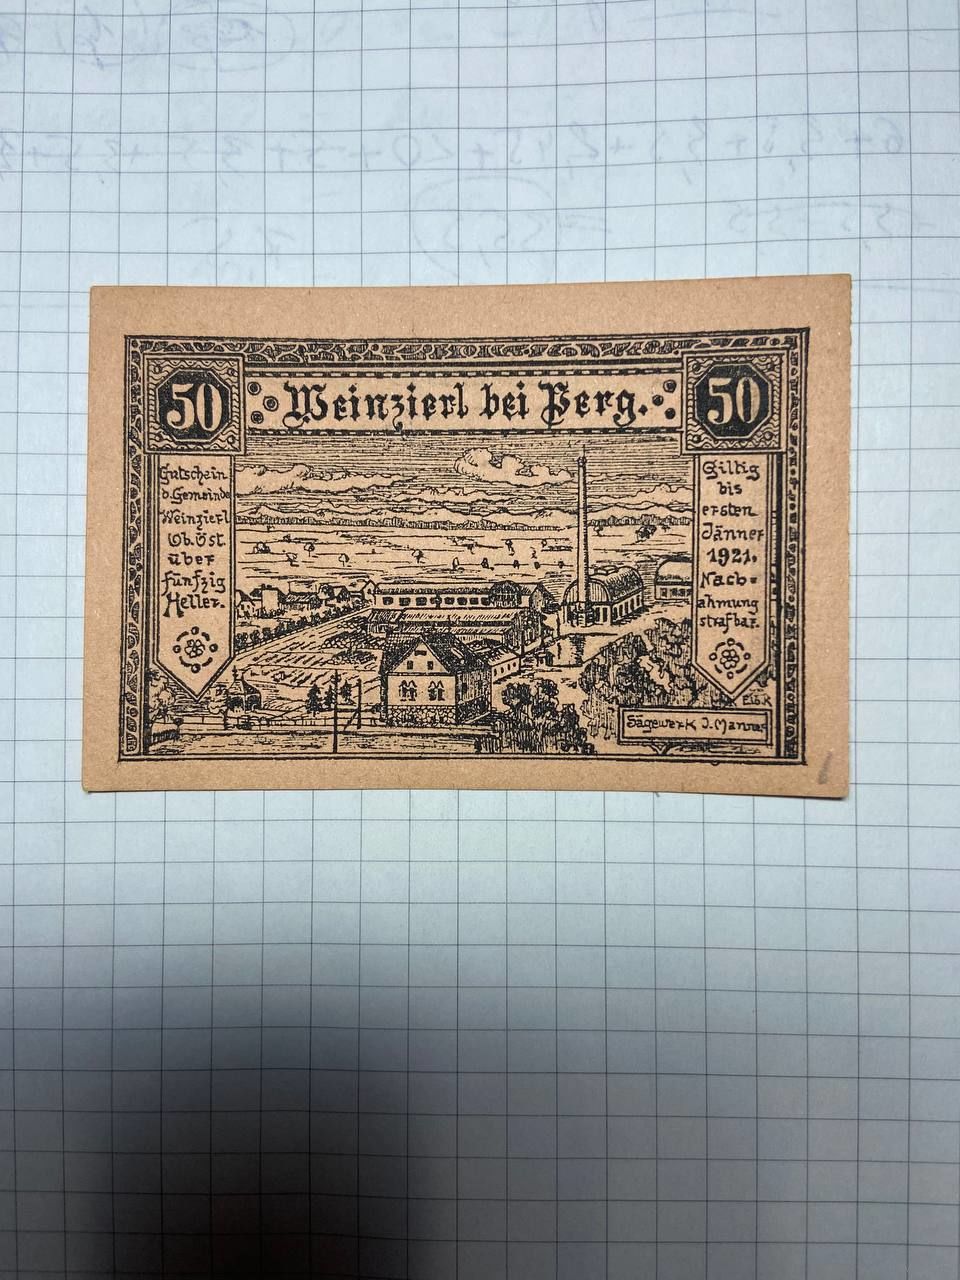 50
Weinzierl bei Perg.
50
Gutschein
d. Gemeinde
Weinzierl
Ob. Öst
über
fünfzig
Heller.
Giltig
bis
ersten
Jänner
1921.
Nach=
ahmung
strafbar.
Sägewerk J. Manner